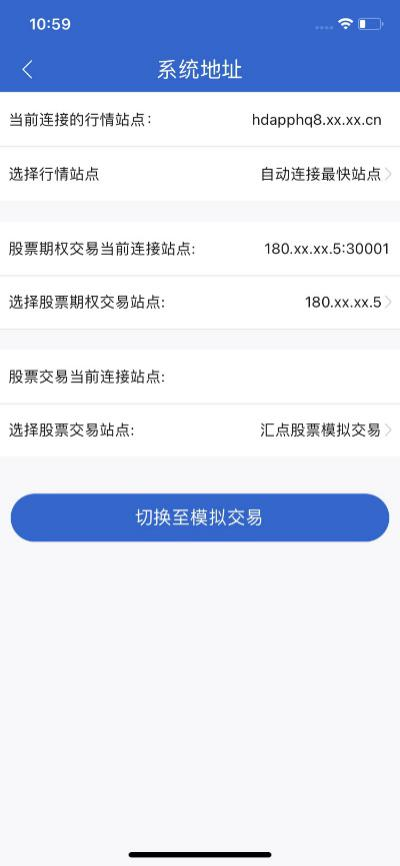 10:59
系统地址
当前连接的行情站点: hdapphq8.xx.xx.cn
选择行情站点 自动连接最快站点
股票期权交易当前连接站点: 180.xx.xx.5:30001
选择股票期权交易站点: 180.xx.xx.5
股票交易当前连接站点:
选择股票交易站点: 汇点股票模拟交易
切换至模拟交易